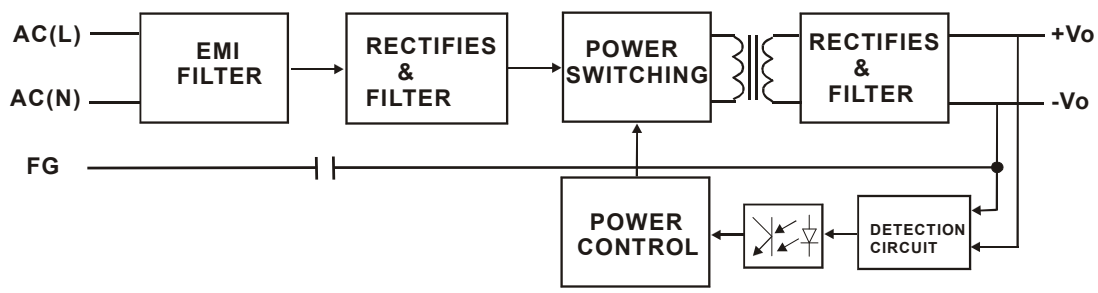 AC(L)
AC(N)
EMI
FILTER
RECTIFIES
&
FILTER
POWER
SWITCHING
RECTIFIES
&
FILTER
+Vo
-Vo
FG
POWER
CONTROL
DETECTION
CIRCUIT